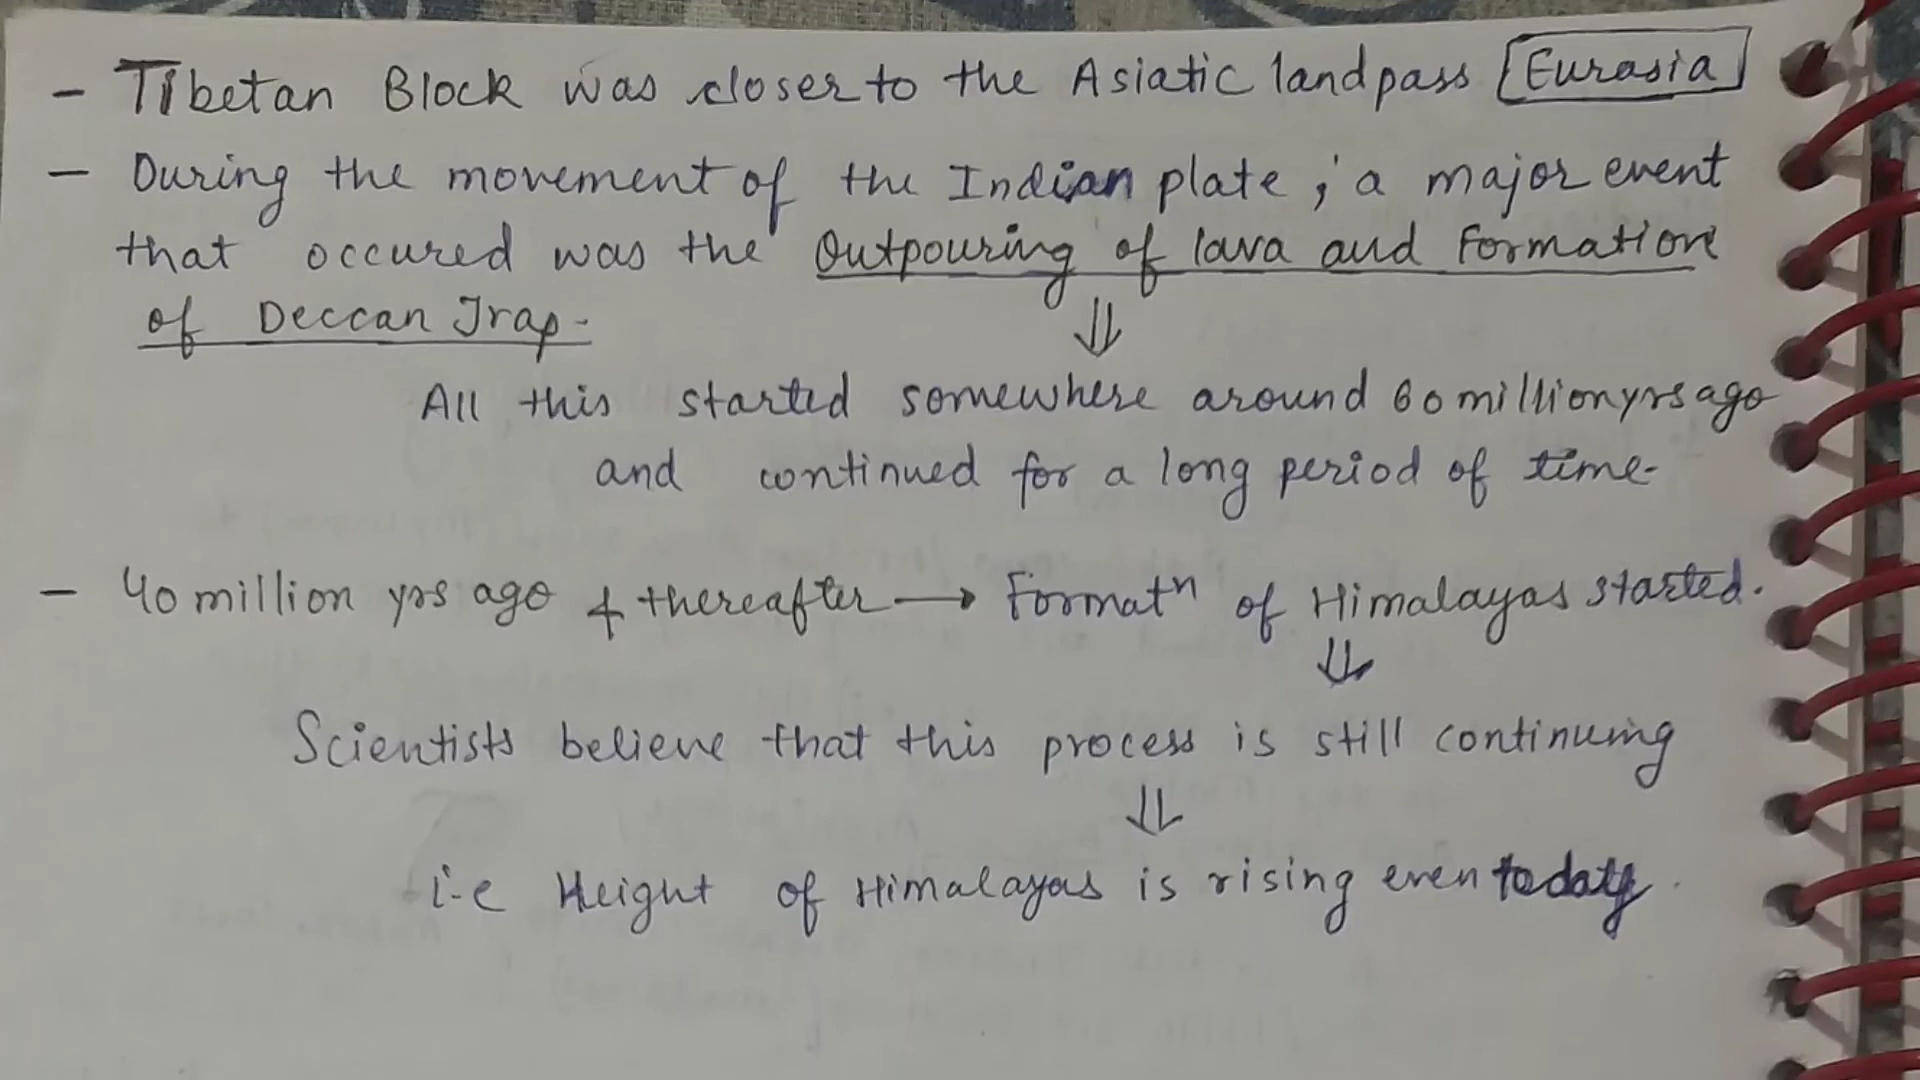 - Tibetan Block was closer to the Asiatic landpass [Eurasia]
- During the movement of the Indian plate, a major event
that occured was the Outpouring of lava and Formation
of Deccan Trap.
⇓
All this started somewhere around 60 million yrs ago
and continued for a long period of time.
- 40 million yrs ago & thereafter → Formatⁿ of Himalayas started.
⇓
Scientists believe that this process is still continuing
⇓
i.e Height of Himalayas is rising even today.